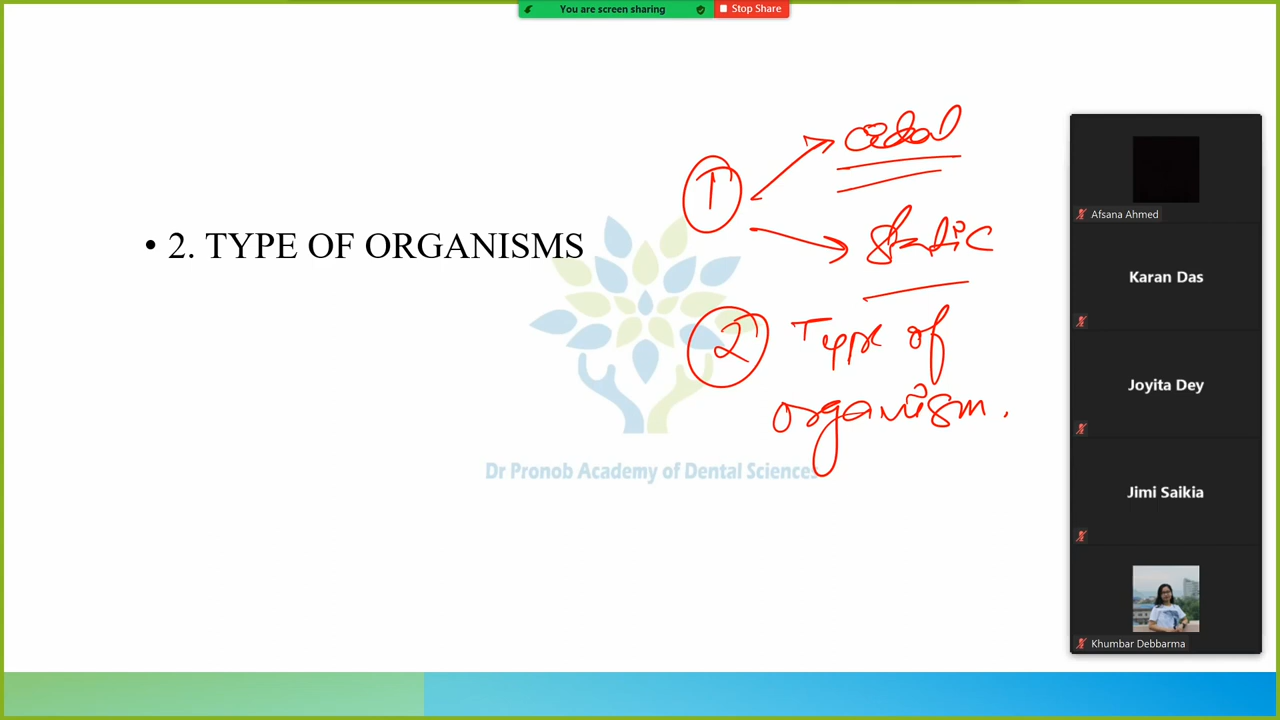 You are screen sharing
Stop Share
1
cidal
static
• 2. TYPE OF ORGANISMS
2 Type of
organism.
Dr Pronob Academy of Dental Sciences
Afsana Ahmed
Karan Das
Joyita Dey
Jimi Saikia
Khumbar Debbarma